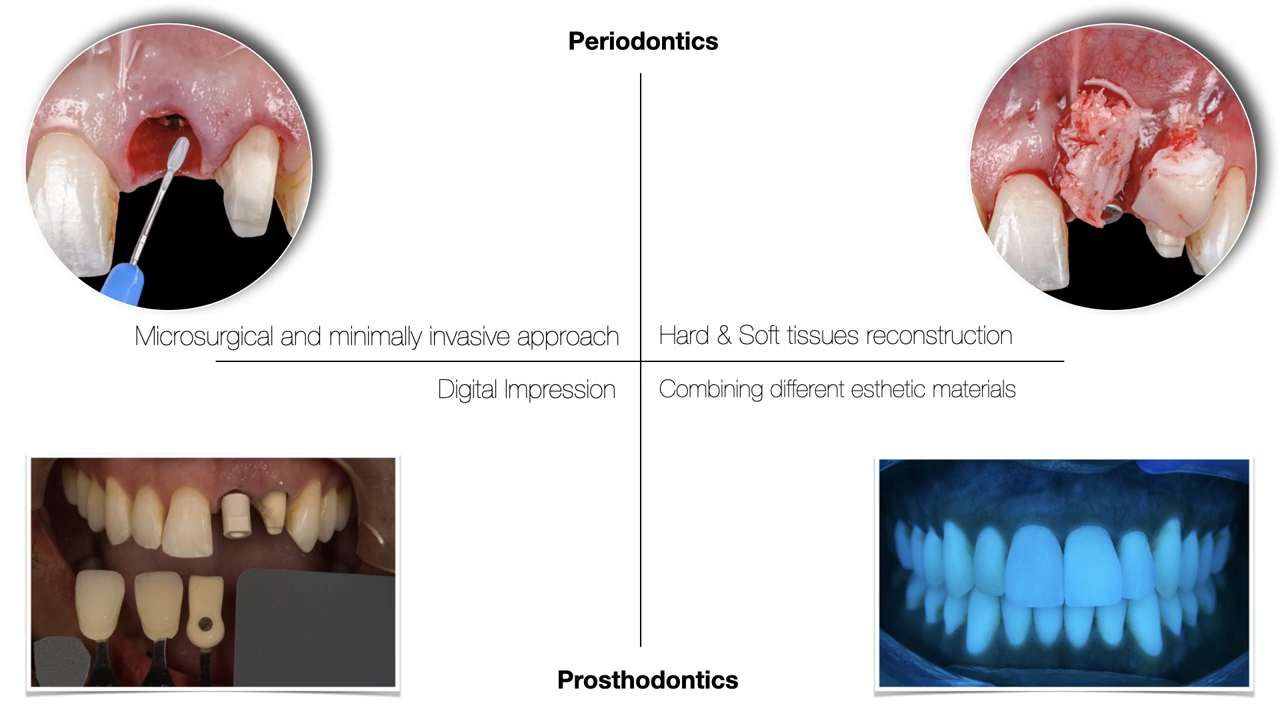 Periodontics
Microsurgical and minimally invasive approach
Hard & Soft tissues reconstruction
Digital Impression
Combining different esthetic materials
Prosthodontics